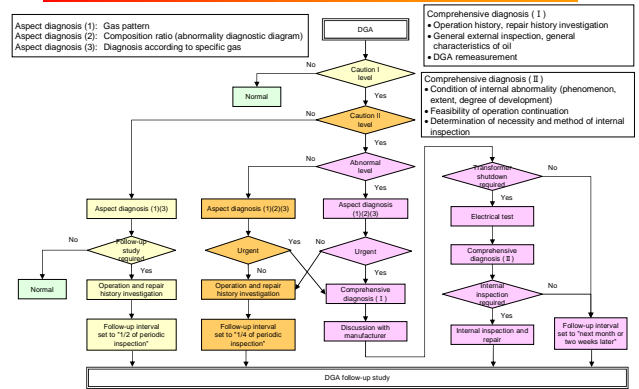 Aspect diagnosis (1): Gas pattern
Aspect diagnosis (2): Composition ratio (abnormality diagnostic diagram)
Aspect diagnosis (3): Diagnosis according to specific gas
DGA
Comprehensive diagnosis ( I )
• Operation history, repair history investigation
• General external inspection, general
characteristics of oil
• DGA remeasurement
No
Caution I
level
Yes
Normal
Comprehensive diagnosis ( II )
• Condition of internal abnormality (phenomenon,
extent, degree of development)
• Feasibility of operation continuation
• Determination of necessity and method of internal
inspection
No
Caution II
level
Yes
No
Abnormal
level
Yes
Transformer
shutdown
required
No
Yes
Aspect diagnosis (1)(3)
Aspect diagnosis (1)(2)(3)
Aspect diagnosis
(1)(2)(3)
Electrical test
No
Follow-up
study
required
Yes
Urgent
Yes
No
No
Urgent
Yes
Comprehensive
diagnosis ( II )
Normal
Operation and repair
history investigation
Operation and repair
history investigation
Comprehensive
diagnosis ( I )
Internal
inspection
required
No
Yes
Follow-up interval
set to "1/2 of periodic
inspection"
Follow-up interval
set to "1/4 of periodic
inspection"
Discussion with
manufacturer
Internal inspection and
repair
Follow-up interval
set to "next month or
two weeks later"
DGA follow-up study